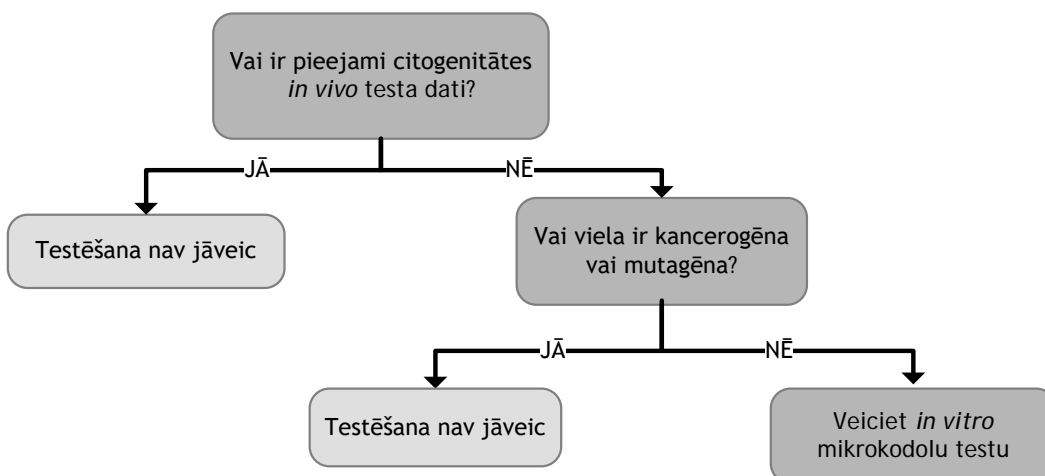 Vai ir pieejami citogenitātes
in vivo testa dati?
JĀ
NĒ
Testēšana nav jāveic
Vai viela ir kancerogēna
vai mutagēna?
JĀ
NĒ
Testēšana nav jāveic
Veiciet in vitro
mikrokodolu testu